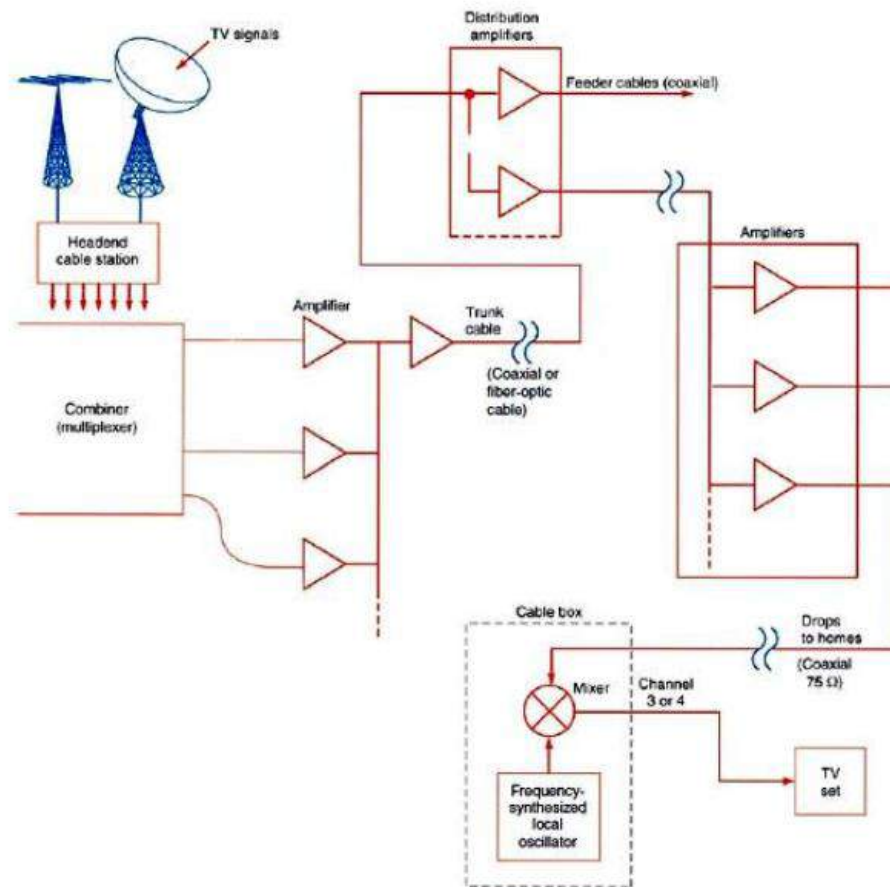 TV signals
Distribution
amplifiers
Feeder cables (coaxial)
Headend
cable station
Amplifiers
Amplifier
Trunk
cable
(Coaxial or
fiber-optic
cable)
Combiner
(multiplexer)
Cable box
Drops
to homes
(Coaxial
75 Ω)
Mixer
Channel
3 or 4
Frequency-
synthesized
local
oscillator
TV
set